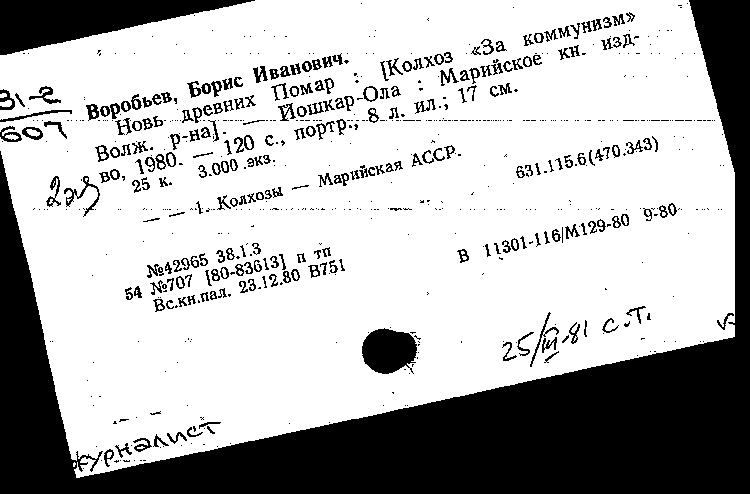 81-2
607
Воробьев, Борис Иванович.
Новь древних Помар : [Колхоз «За коммунизм»
Волж. р-на]. — Йошкар-Ола : Марийское кн. изд-
во, 1980. — 120 с., портр., 8 л. ил.; 17 см.
25 к. 3.000 экз.
2 экз
— — 1. Колхозы — Марийская АССР.
631.115.6(470.343)
№42965 38.1.3
54 №707 [80-83613] п тп
Вс.кн.пал. 23.12.80 В751
В 11301-116/М129-80 9-80
25/III-81 С.Т.
журналист